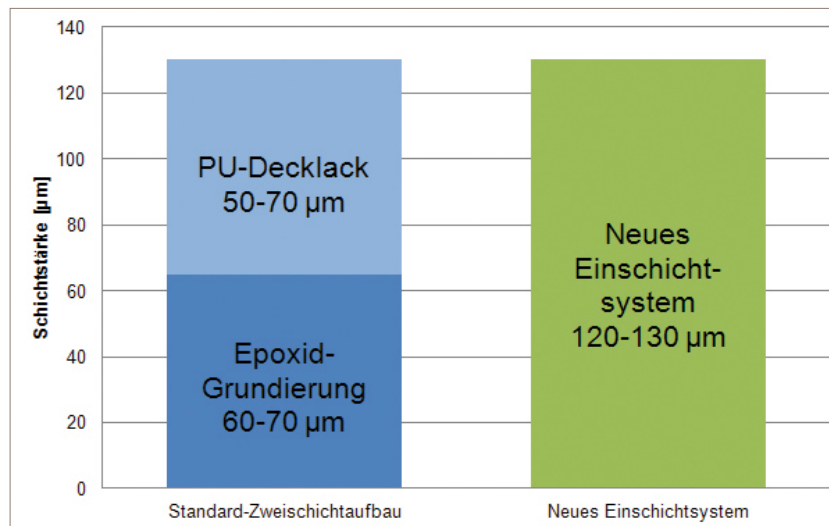 Schichtstärke [µm]
140
120
100
80
60
40
20
0
PU-Decklack
50-70 µm
Epoxid-
Grundierung
60-70 µm
Neues
Einschicht-
system
120-130 µm
Standard-Zweischichtaufbau
Neues Einschichtsystem